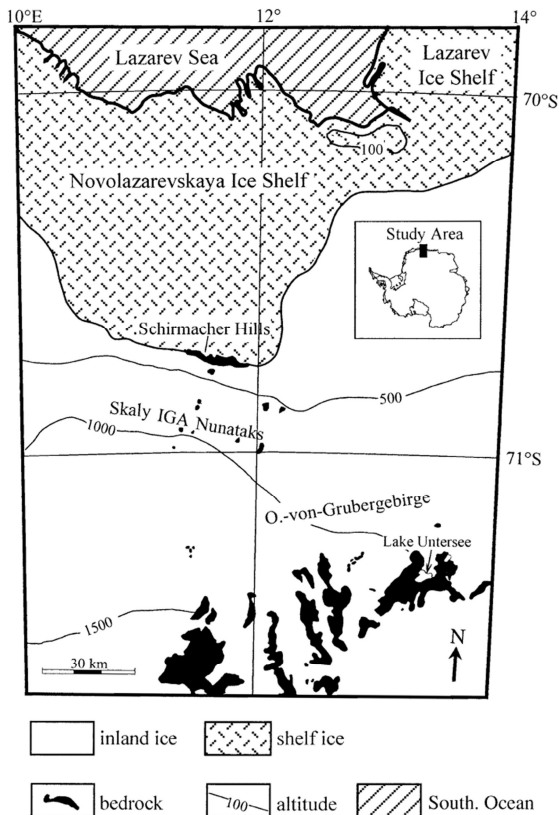 10°E
12°
14°
Lazarev Sea
Lazarev
Ice Shelf
70°S
100
Novolazarevskaya Ice Shelf
Study Area
Schirmacher Hills
500
Skaly IGA Nunataks
1000
71°S
O.-von-Grubergebirge
Lake Untersee
1500
30 km
N
inland ice
shelf ice
bedrock
100
altitude
South. Ocean